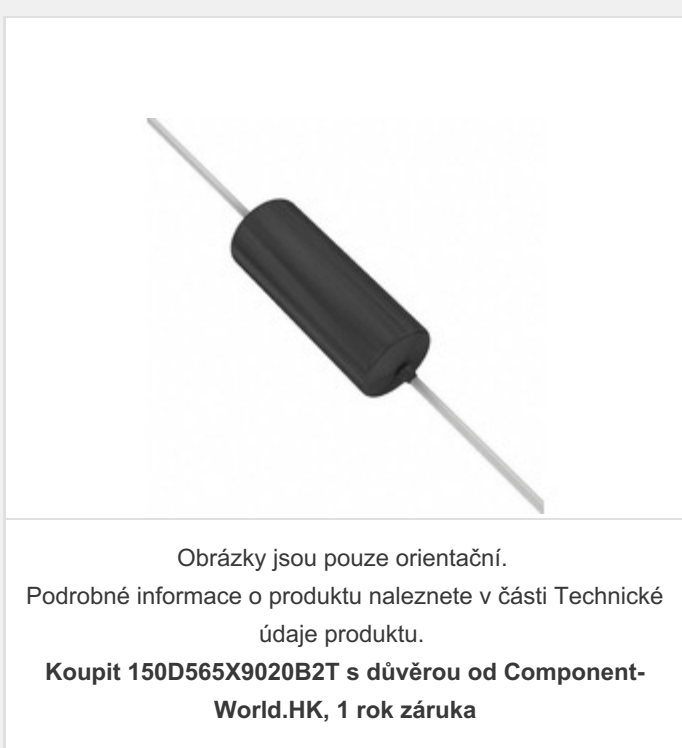 Obrázky jsou pouze orientační.
Podrobné informace o produktu naleznete v části Technické
údaje produktu.
Koupit 150D565X9020B2T s důvěrou od Component-
World.HK, 1 rok záruka